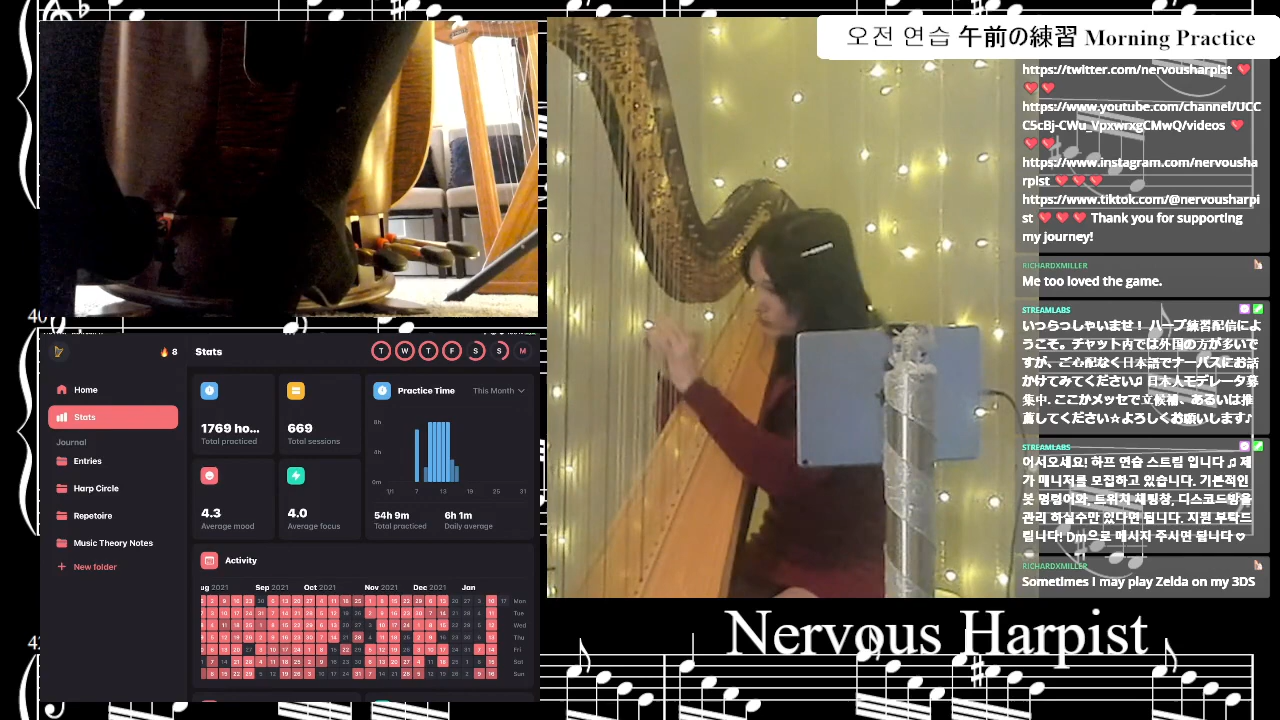 오전 연습 午前の練習 Morning Practice
https://twitter.com/nervousharpist ❤️
❤️ ❤️
https://www.youtube.com/channel/UCC
C5cBj-CWu_VpxwrxgCMwQ/videos ❤️
❤️ ❤️
https://www.instagram.com/nervousha
rpist ❤️ ❤️ ❤️
https://www.tiktok.com/@nervousharpi
st ❤️ ❤️ ❤️ Thank you for supporting
my journey!
RICHARDXMILLER
Me too loved the game.
STREAMLABS
いらっしゃいませ！ ハープ練習配信によ
うこそ。チャット内では外国の方が多いで
すが、ご心配なく日本語でナーバスにお話
かけてみてください♫ 日本人モデレータ募
集中. ここかメッセで立候補、あるいは推
薦してください☆よろしくお願いします♪
STREAMLABS
어서오세요! 하프 연습 스트림 입니다 ♫ 제
가 매니저를 모집하고 있습니다. 기본적인
봇 명령어와, 트위치 채팅창, 디스코드방을
관리 하실수만 있다면 됩니다. 지원 부탁드
립니다! Dm으로 메시지 주시면 됩니다 ♡
RICHARDXMILLER
Sometimes I may play Zelda on my 3DS
🔥 8
Stats
T W T F S S M
Home
Stats
Journal
Entries
Harp Circle
Repetoire
Music Theory Notes
+ New folder
1769 ho...
Total practiced
669
Total sessions
4.3
Average mood
4.0
Average focus
Practice Time
This Month
8h
4h
0m
1/1 7 13 19 25 31
54h 9m
Total practiced
6h 1m
Daily average
Activity
ug 2021 Sep 2021 Oct 2021 Nov 2021 Dec 2021 Jan
Mon
Tue
Wed
Thu
Fri
Sat
Sun
Nervous Harpist